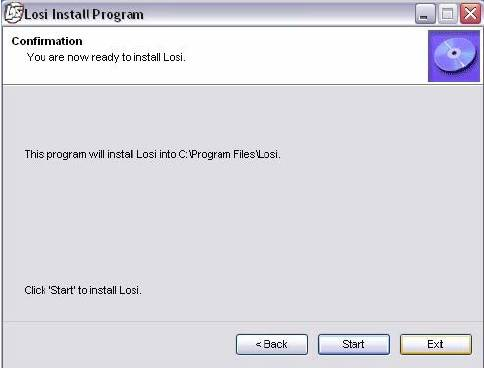 Losi Install Program
Confirmation
You are now ready to install Losi.
This program will install Losi into C:\Program Files\Losi.
Click 'Start' to install Losi.
< Back
Start
Exit